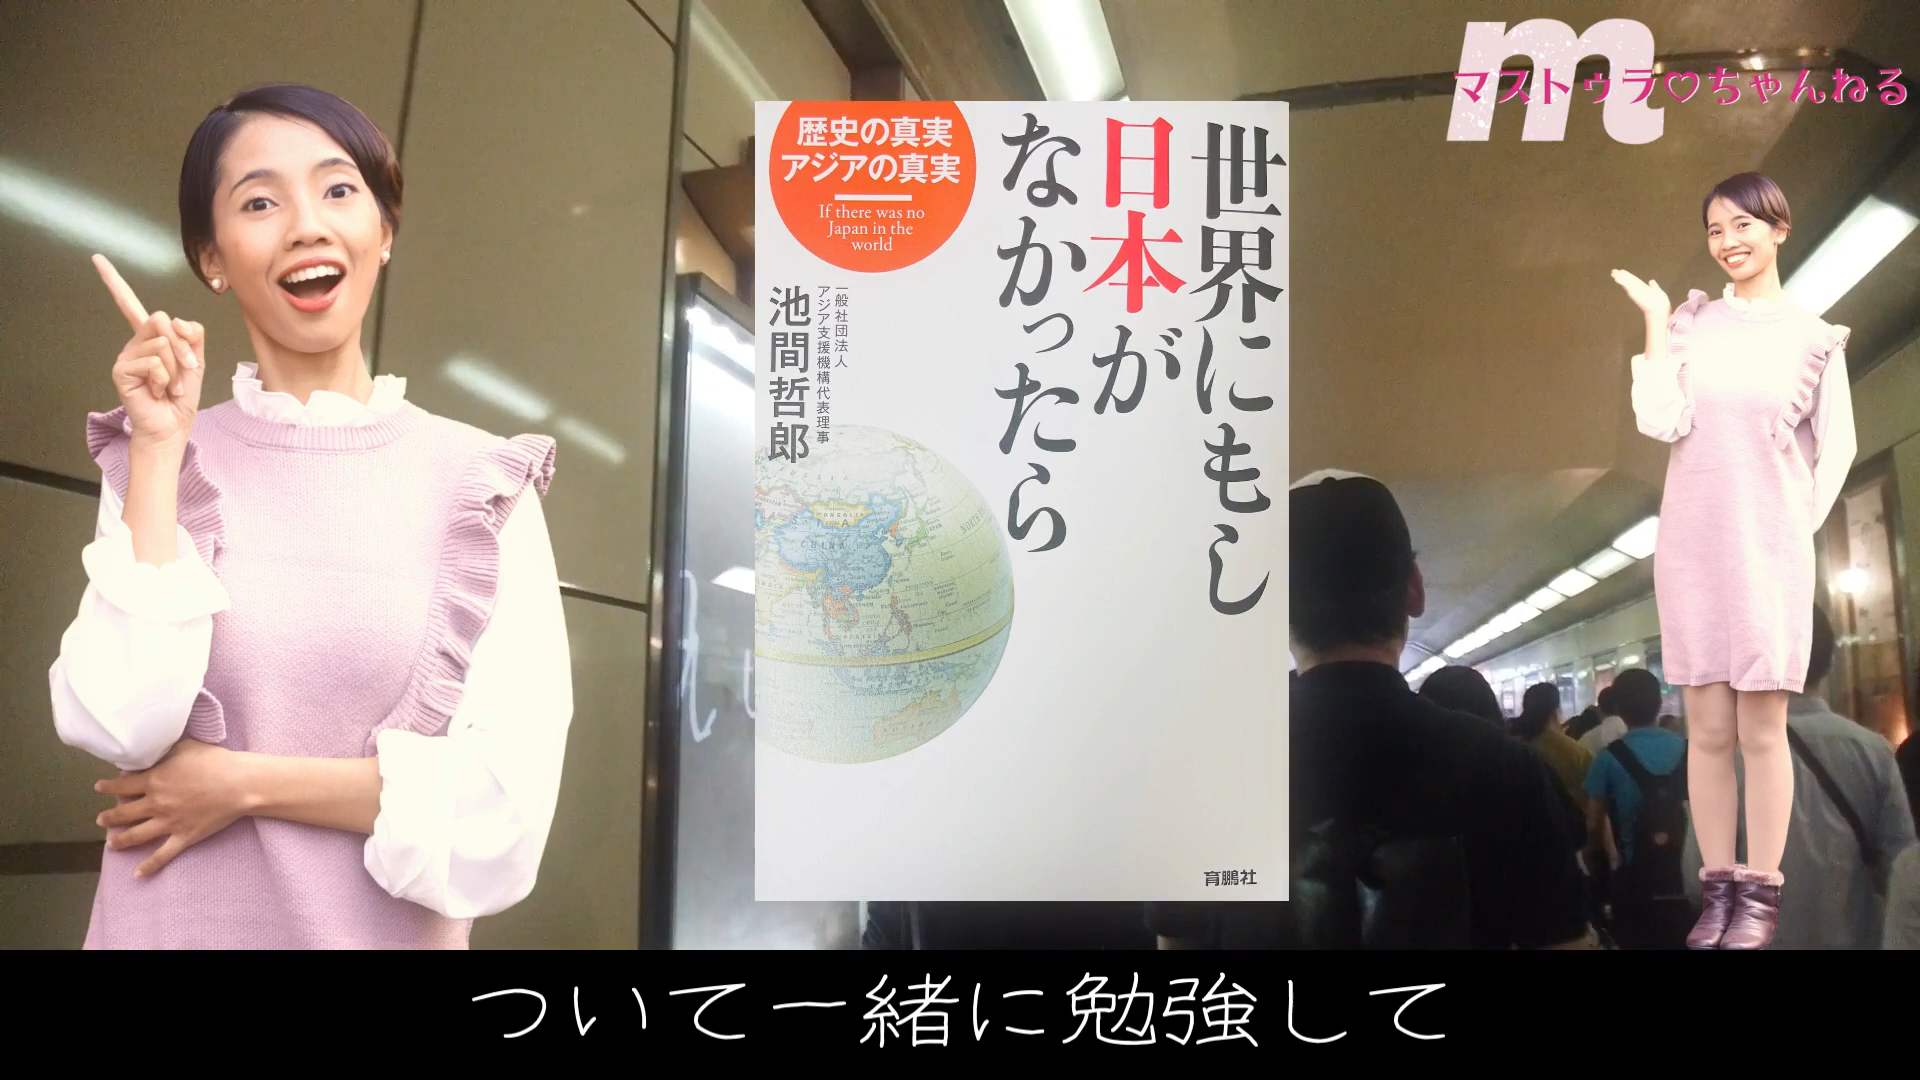 m
マストゥラ♡ちゃんねる
歴史の真実
アジアの真実
If there was no
Japan in the
world
世界にもし
日本が
なかったら
一般社団法人
アジア支援機構代表理事
池間哲郎
MONGOLIA
ASIA
CHINA
育鵬社
ついて一緒に勉強して